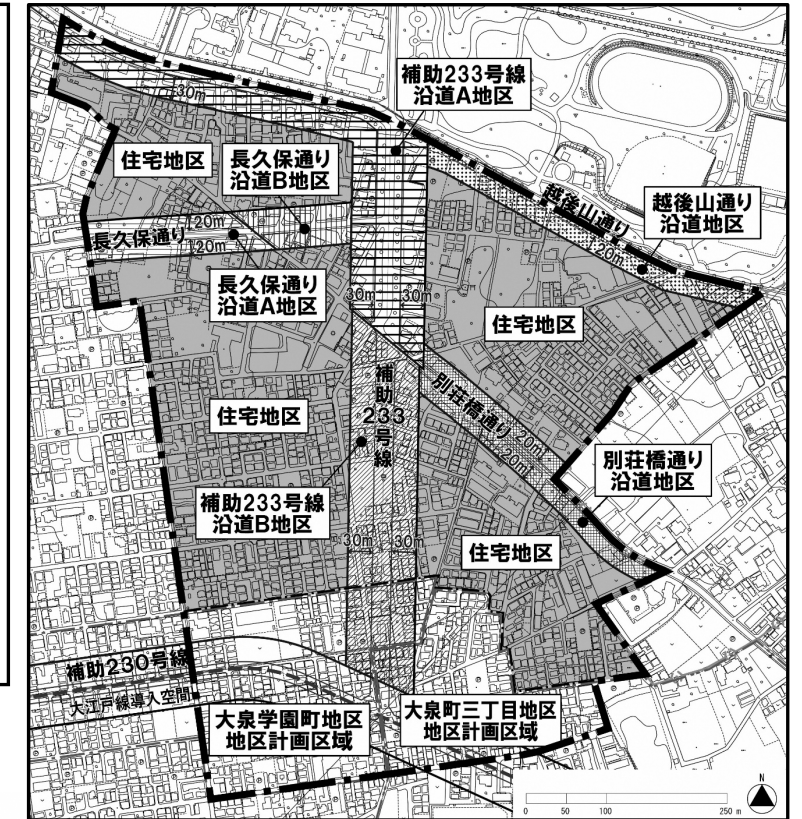 補助233号線
沿道A地区
30m
住宅地区
長久保通り
沿道B地区
越後山通り
越後山通り
沿道地区
20m
長久保通り
20m
20m
長久保通り
沿道A地区
30m
30m
住宅地区
住宅地区
補助233号線
別荘橋通り
20m
20m
別荘橋通り
沿道地区
補助233号線
沿道B地区
30m
30m
住宅地区
補助230号線
大江戸線導入空間
大泉学園町地区
地区計画区域
大泉町三丁目地区
地区計画区域
N
0 50 100 250 m